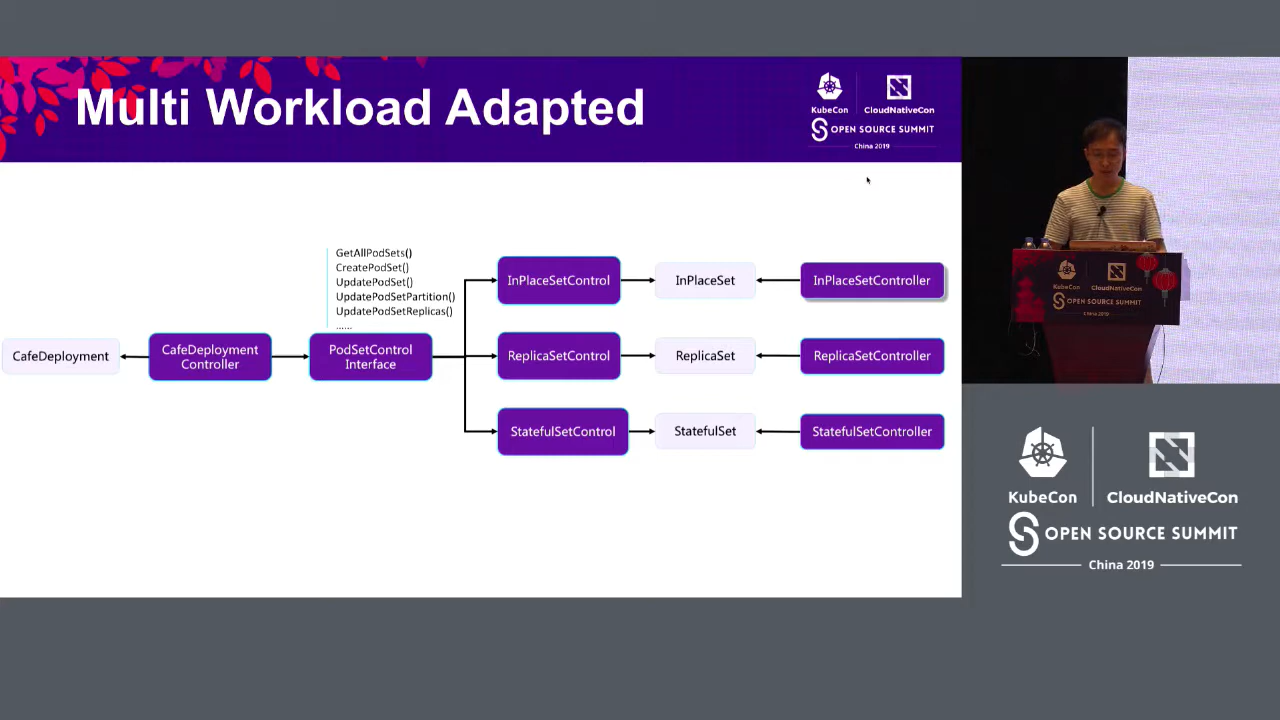 Multi Workload Adapted
KubeCon
CloudNativeCon
OPEN SOURCE SUMMIT
China 2019
GetAllPodSets()
CreatePodSet()
UpdatePodSet()
UpdatePodSetPartition()
UpdatePodSetReplicas()
......
CafeDeployment
CafeDeployment
Controller
PodSetControl
Interface
InPlaceSetControl
InPlaceSet
InPlaceSetController
ReplicaSetControl
ReplicaSet
ReplicaSetController
StatefulSetControl
StatefulSet
StatefulSetController
KubeCon
CloudNativeCon
OPEN SOURCE SUMMIT
China 2019
KubeCon
CloudNativeCon
OPEN SOURCE SUMMIT
China 2019